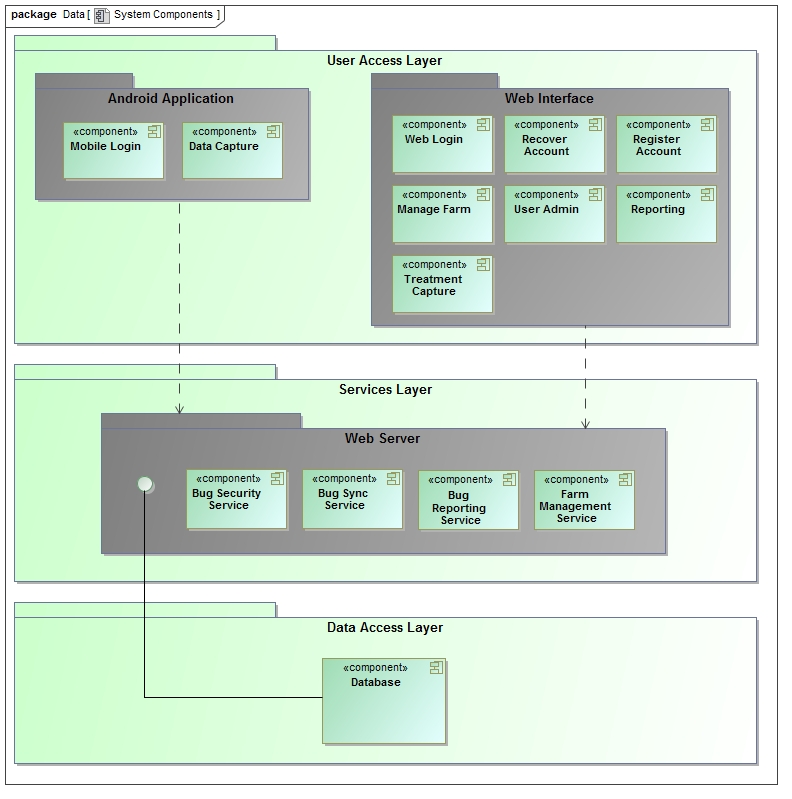 package Data [ System Components ]
User Access Layer
Android Application
«component»
Mobile Login
«component»
Data Capture
Web Interface
«component»
Web Login
«component»
Recover
Account
«component»
Register
Account
«component»
Manage Farm
«component»
User Admin
«component»
Reporting
«component»
Treatment
Capture
Services Layer
Web Server
«component»
Bug Security
Service
«component»
Bug Sync
Service
«component»
Bug
Reporting
Service
«component»
Farm
Management
Service
Data Access Layer
«component»
Database